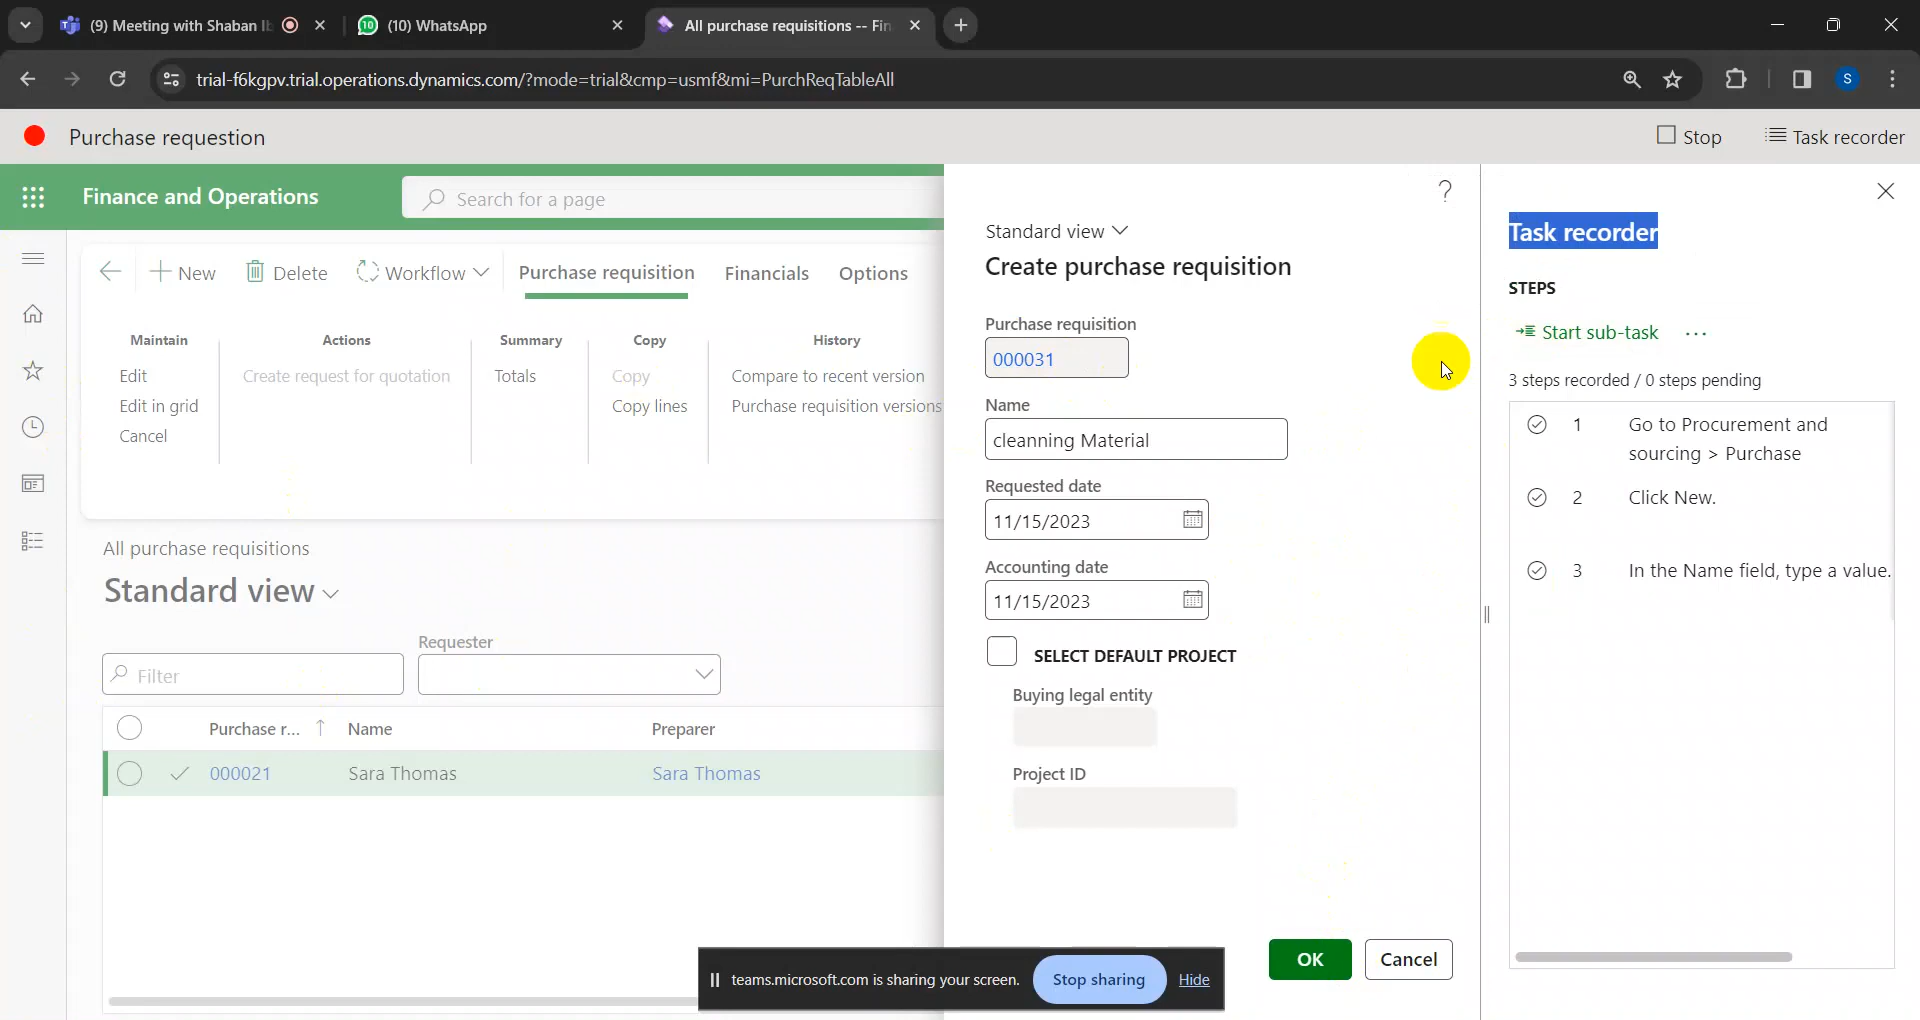 (9) Meeting with Shaban Ib
(10) WhatsApp
All purchase requisitions -- Fin
trial-f6kgpv.trial.operations.dynamics.com/?mode=trial&cmp=usmf&mi=PurchReqTableAll
S
Purchase requestion
Stop
Task recorder
Finance and Operations
Search for a page
New
Delete
Workflow
Purchase requisition
Financials
Options
Maintain
Edit
Edit in grid
Cancel
Actions
Create request for quotation
Summary
Totals
Copy
Copy
Copy lines
History
Compare to recent version
Purchase requisition versions
All purchase requisitions
Standard view
Filter
Requester
Purchase r...
Name
Preparer
000021
Sara Thomas
Sara Thomas
?
Standard view
Create purchase requisition
Purchase requisition
000031
Name
cleanning Material
Requested date
11/15/2023
Accounting date
11/15/2023
SELECT DEFAULT PROJECT
Buying legal entity
Project ID
OK
Cancel
Task recorder
STEPS
Start sub-task
...
3 steps recorded / 0 steps pending
1 Go to Procurement and
sourcing > Purchase
2 Click New.
3 In the Name field, type a value.
teams.microsoft.com is sharing your screen.
Stop sharing
Hide